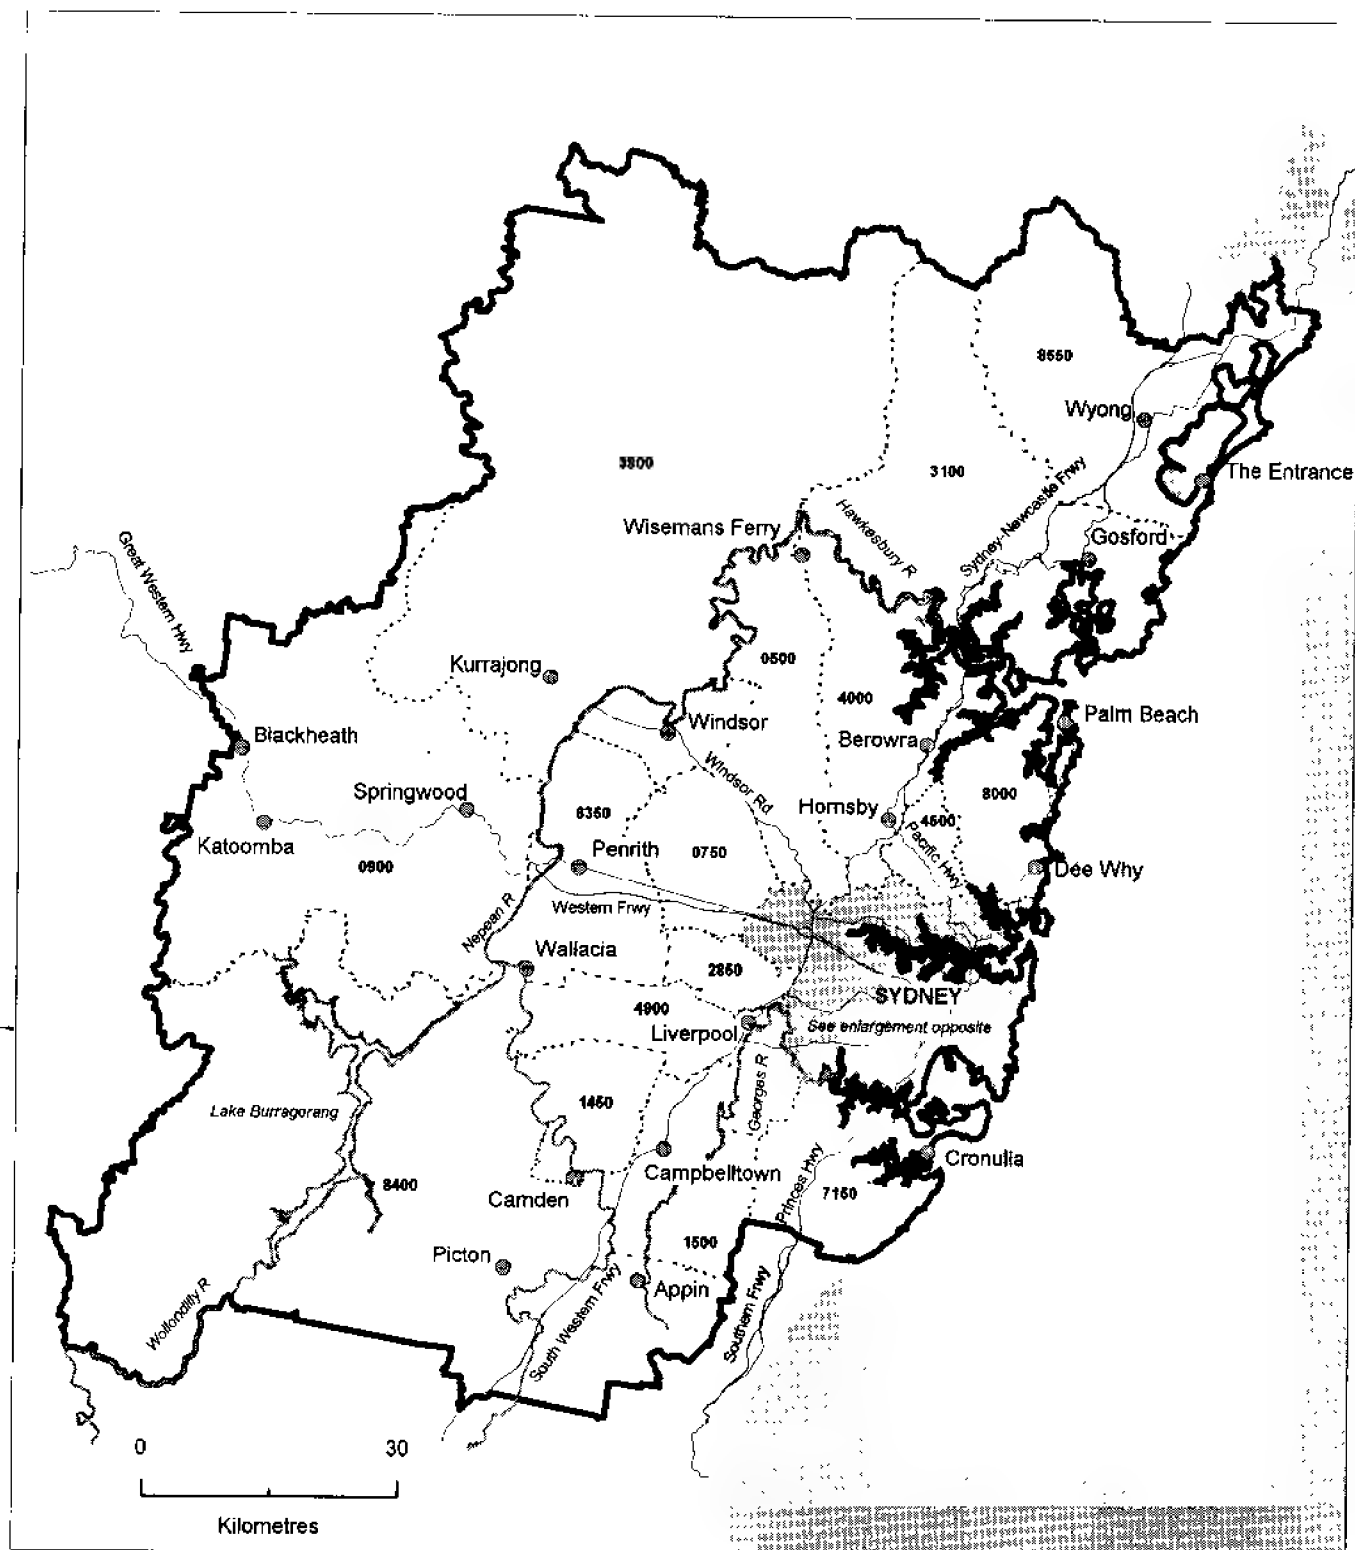 8550
Wyong
3800
3100
The Entrance
Sydney-Newcastle Frwy
Hawkesbury R
Wisemans Ferry
Gosford
Great Western Hwy
Kurrajong
0500
4000
Windsor
Palm Beach
Blackheath
Berowra
Windsor Rd
Springwood
8000
6350
Hornsby
4500
Katoomba
Penrith
0750
Pacific Hwy
0900
Dee Why
Western Frwy
Nepean R
Wallacia
2850
SYDNEY
4900
Liverpool
See enlargement opposite
Georges R
1450
Lake Burragorang
Campbelltown
Cronulla
Princes Hwy
8400
Camden
7150
Picton
1500
Appin
Wollondilly R
South Western Frwy
Southern Frwy
0 30
Kilometres